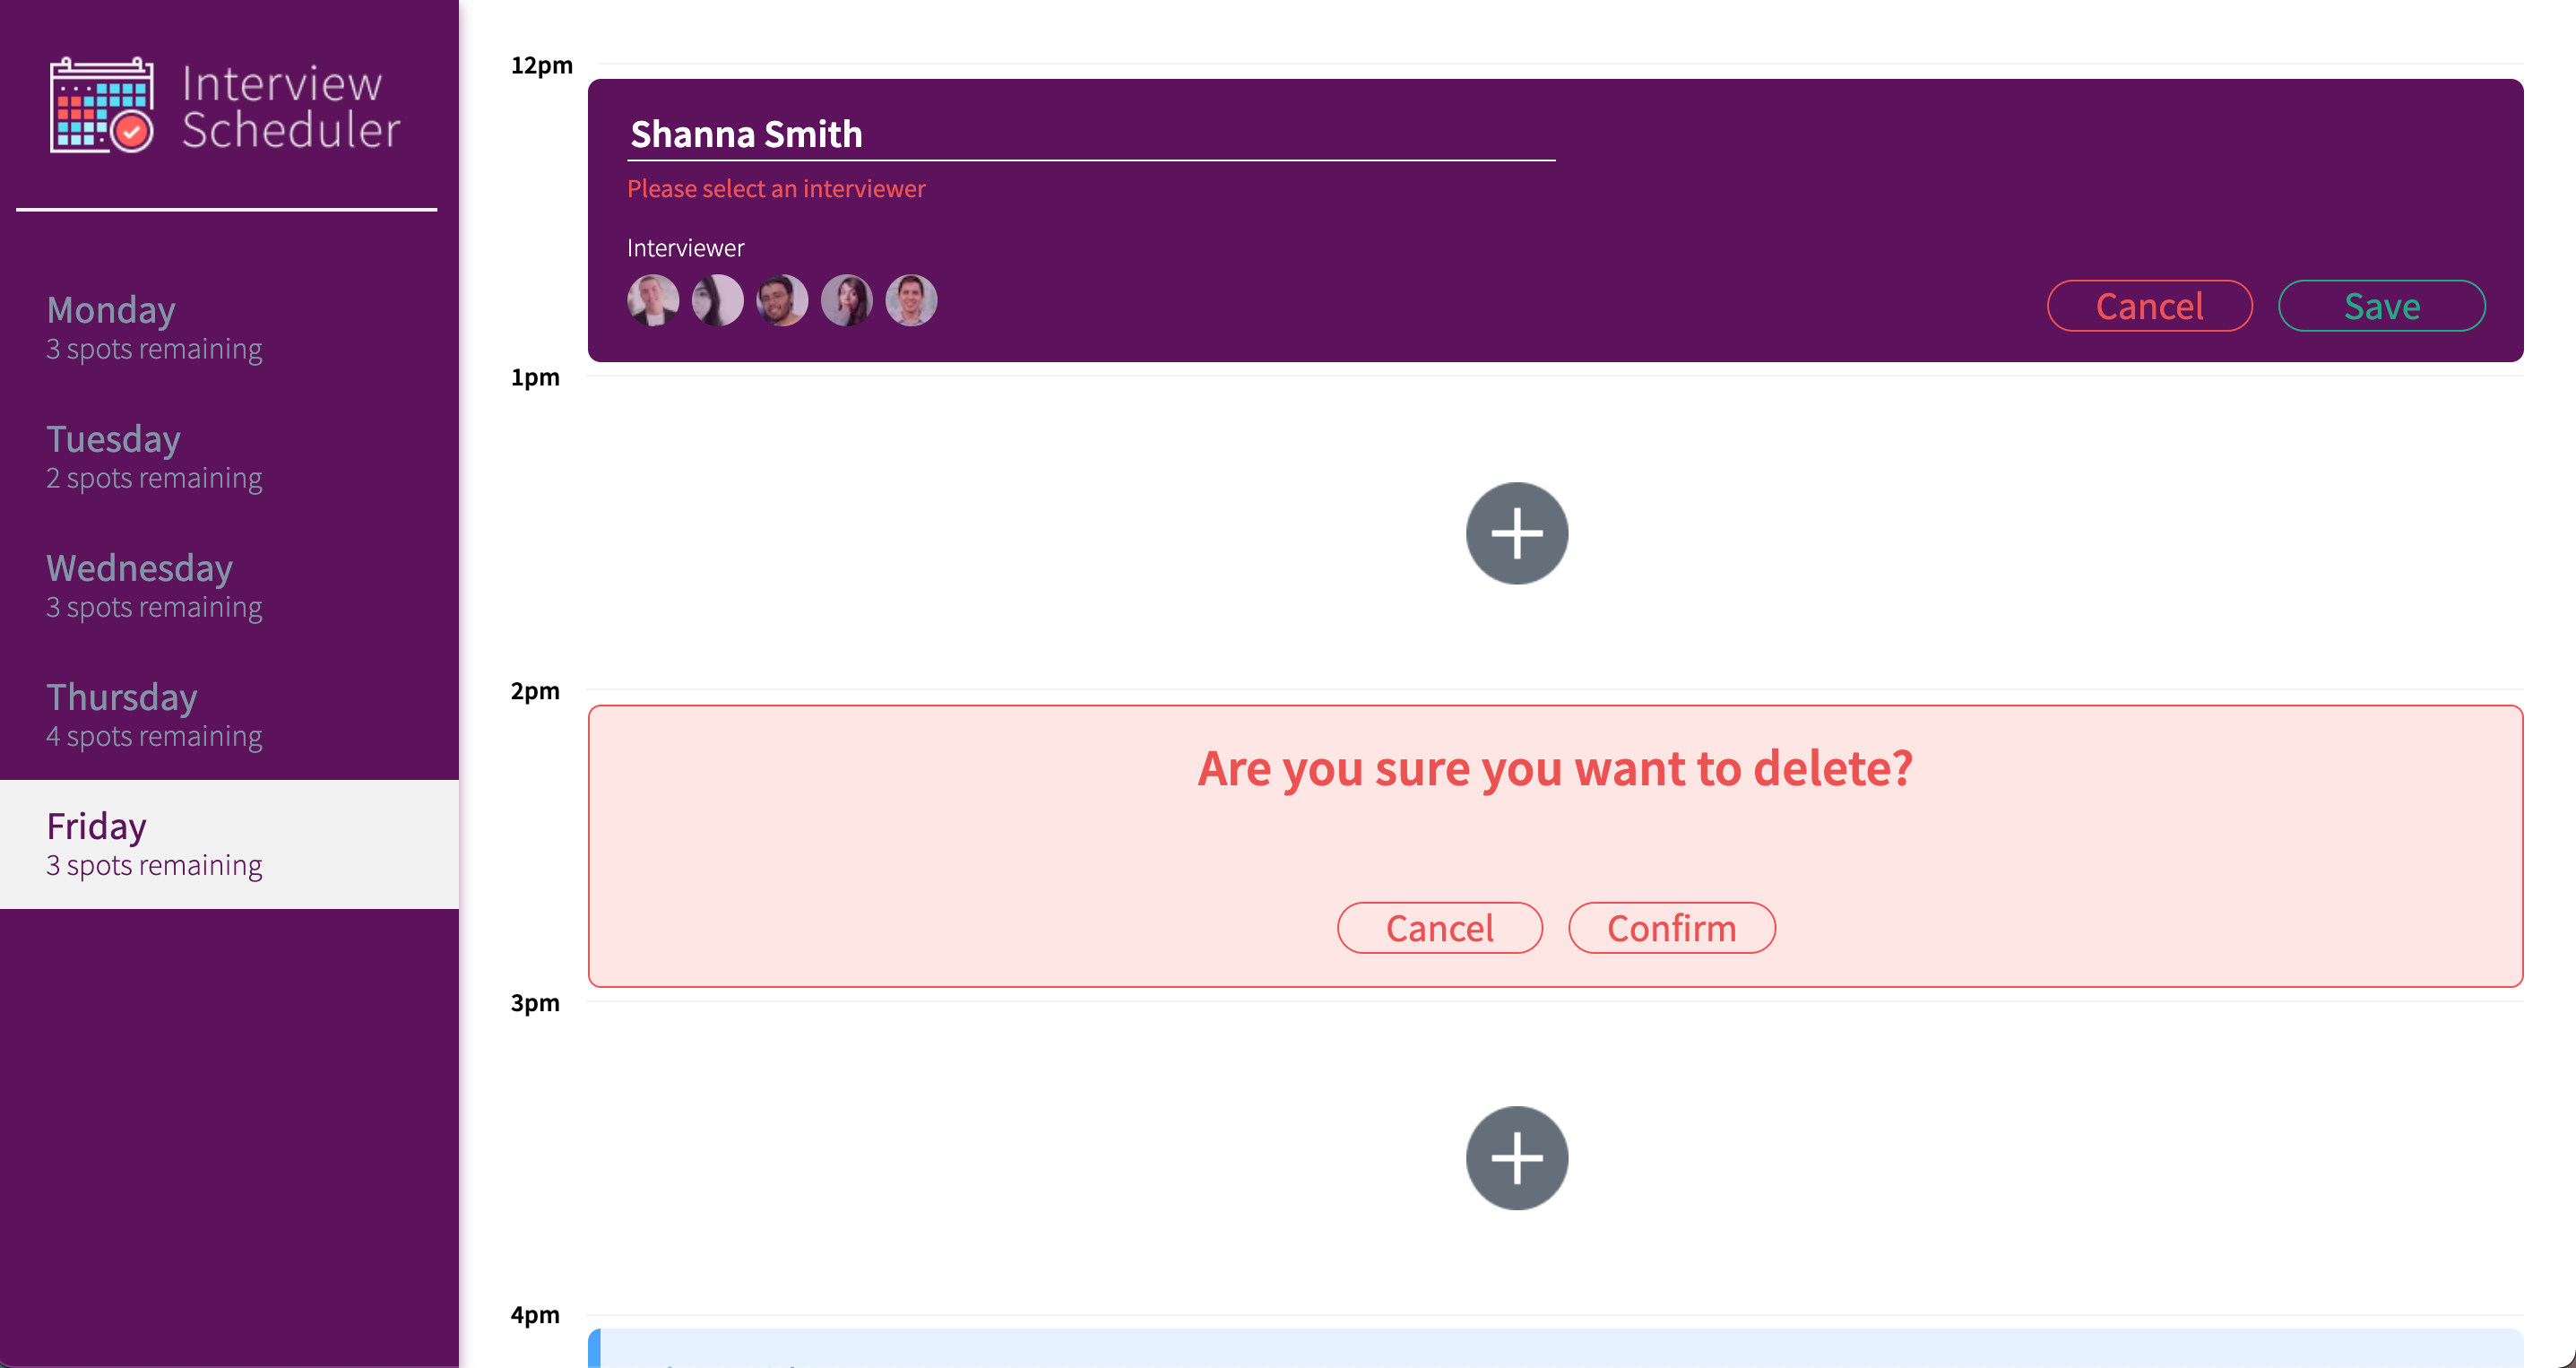 Interview
Scheduler
Monday
3 spots remaining
Tuesday
2 spots remaining
Wednesday
3 spots remaining
Thursday
4 spots remaining
Friday
3 spots remaining
12pm
Shanna Smith
Please select an interviewer
Interviewer
Cancel
Save
1pm
2pm
Are you sure you want to delete?
Cancel
Confirm
3pm
4pm